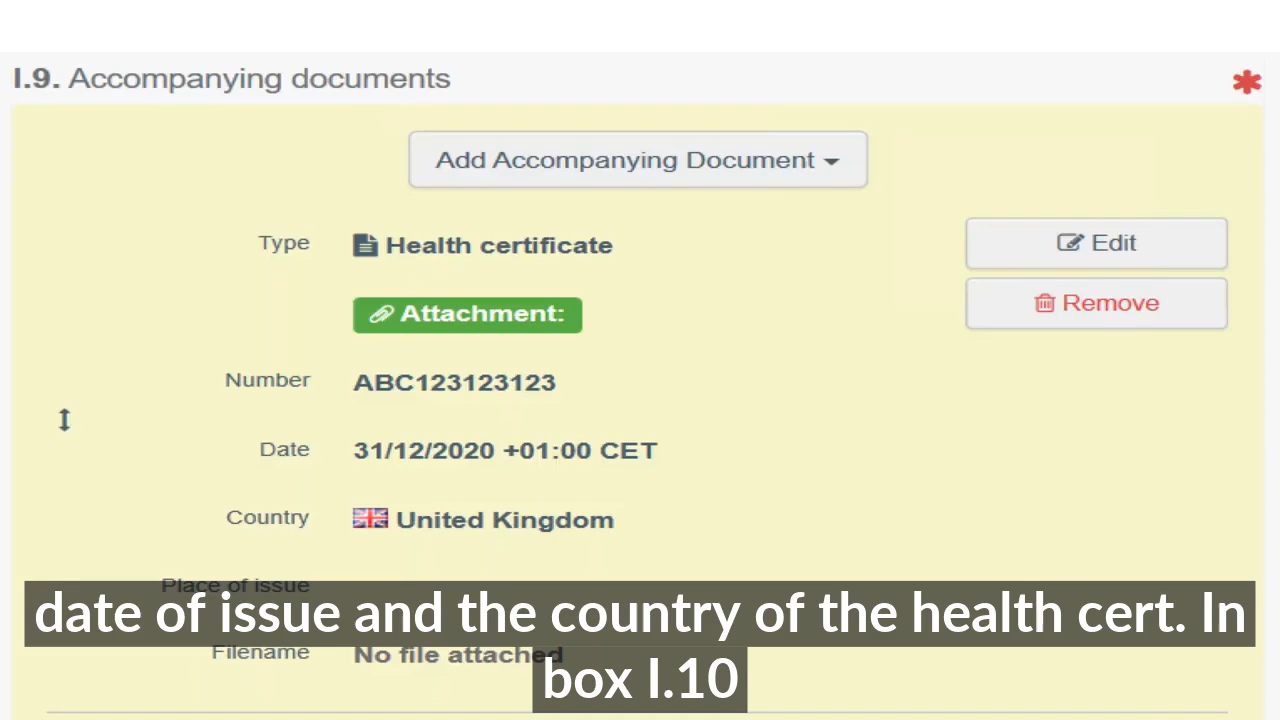 I.9. Accompanying documents *
Add Accompanying Document
Type Health certificate
Edit
Attachment:
Remove
Number ABC123123123
Date 31/12/2020 +01:00 CET
Country United Kingdom
Place of issue
date of issue and the country of the health cert. In
Filename No file attached
box I.10